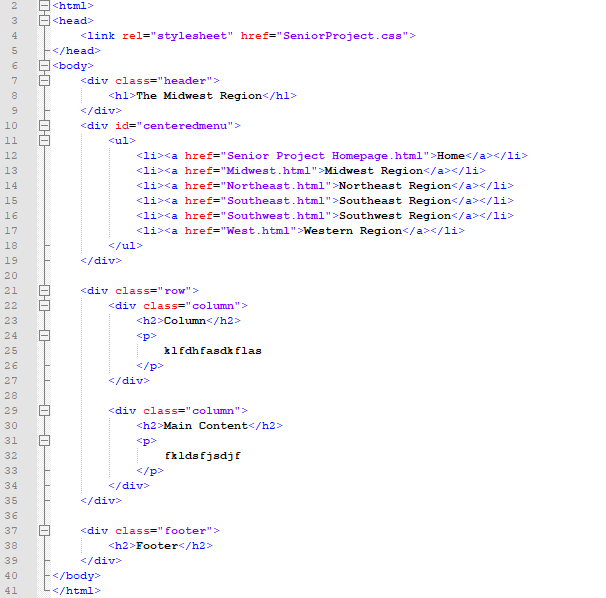 2 <html>
3 <head>
4 <link rel="stylesheet" href="SeniorProject.css">
5 </head>
6 <body>
7 <div class="header">
8 <h1>The Midwest Region</h1>
9 </div>
10 <div id="centeredmenu">
11 <ul>
12 <li><a href="Senior Project Homepage.html">Home</a></li>
13 <li><a href="Midwest.html">Midwest Region</a></li>
14 <li><a href="Northeast.html">Northeast Region</a></li>
15 <li><a href="Southeast.html">Southeast Region</a></li>
16 <li><a href="Southwest.html">Southwest Region</a></li>
17 <li><a href="West.html">Western Region</a></li>
18 </ul>
19 </div>
20
21 <div class="row">
22 <div class="column">
23 <h2>Column</h2>
24 <p>
25 klfdhfasdkflas
26 </p>
27 </div>
28
29 <div class="column">
30 <h2>Main Content</h2>
31 <p>
32 fkldsfjsdjf
33 </p>
34 </div>
35 </div>
36
37 <div class="footer">
38 <h2>Footer</h2>
39 </div>
40 </body>
41 </html>